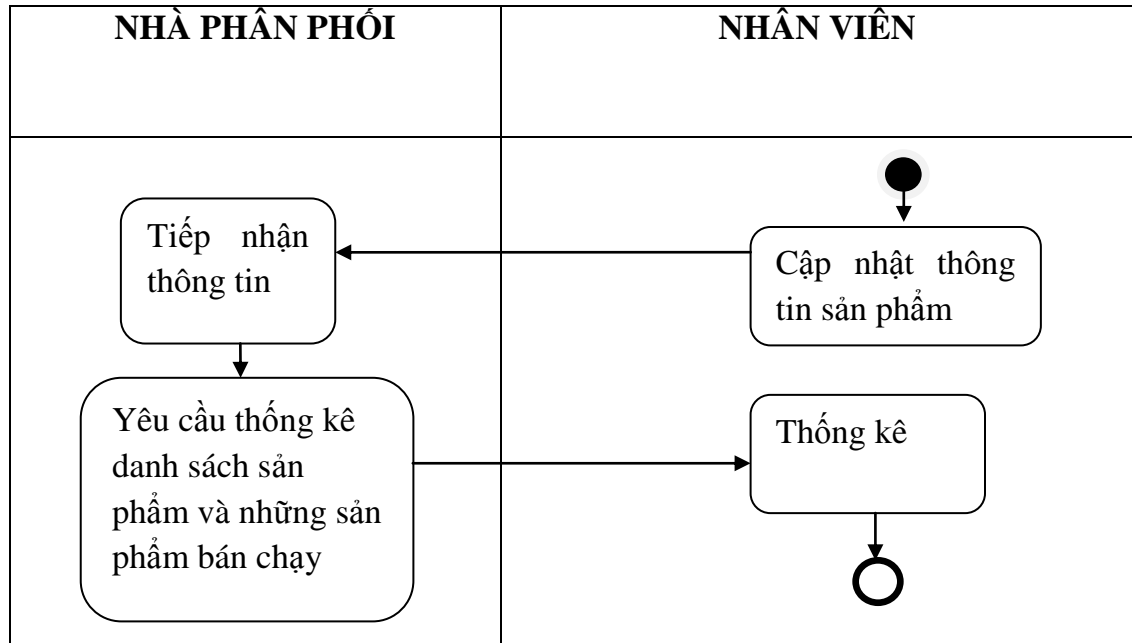 NHÀ PHÂN PHỐI
NHÂN VIÊN
Tiếp nhận
thông tin
Cập nhật thông
tin sản phẩm
Yêu cầu thống kê
danh sách sản
phẩm và những sản
phẩm bán chạy
Thống kê